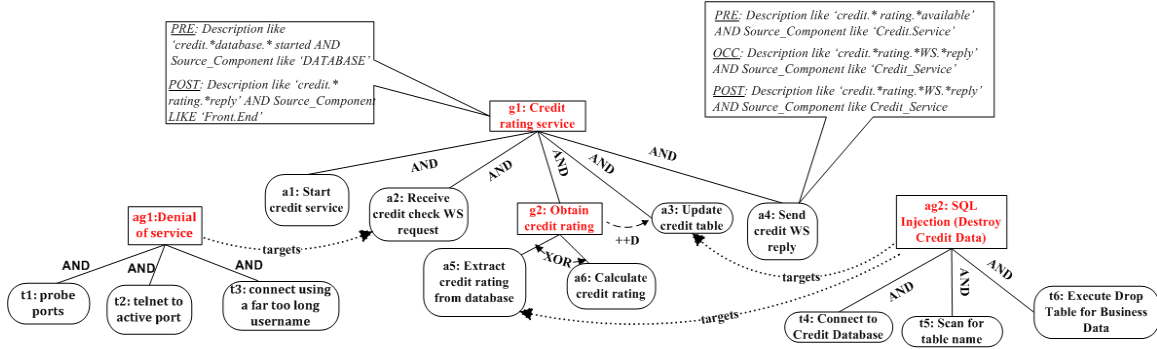 PRE: Description like
‘credit.*database.* started AND
Source_Component like ‘DATABASE’
POST: Description like ‘credit.*
rating.*reply’ AND Source_Component
LIKE ‘Front.End’
PRE: Description like ‘credit.* rating.*available’
AND Source_Component like ‘Credit.Service’
OCC: Description like ‘credit.*rating.*WS.*reply’
AND Source_Component like ‘Credit_Service’
POST: Description like ‘credit.*rating.*WS.*reply’
AND Source_Component like Credit_Service
g1: Credit
rating service
AND
AND
AND
AND
AND
a1: Start
credit service
a2: Receive
credit check WS
request
g2: Obtain
credit rating
++D
a3: Update
credit table
a4: Send
credit WS
reply
ag1:Denial
of service
targets
AND
AND
AND
t1: probe
ports
t2: telnet to
active port
t3: connect using
a far too long
username
XOR
a5: Extract
credit rating
from database
a6: Calculate
credit rating
ag2: SQL
Injection (Destroy
Credit Data)
targets
targets
AND
AND
AND
t4: Connect to
Credit Database
t5: Scan for
table name
t6: Execute Drop
Table for Business
Data